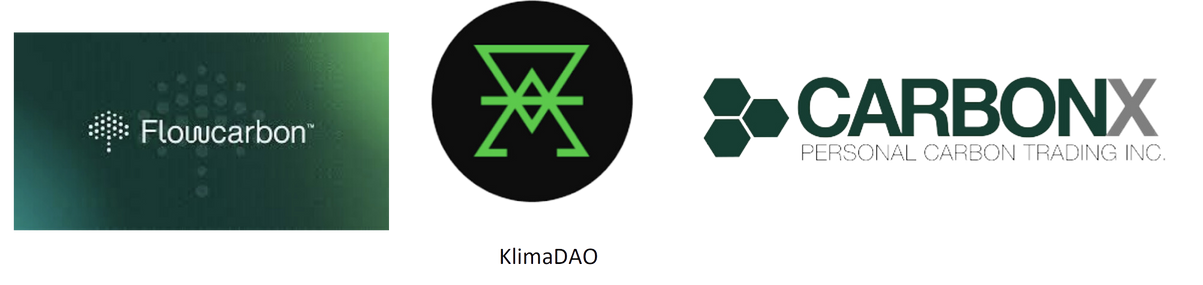 Flowcarbon™
CARBONX
PERSONAL CARBON TRADING INC.
KlimaDAO